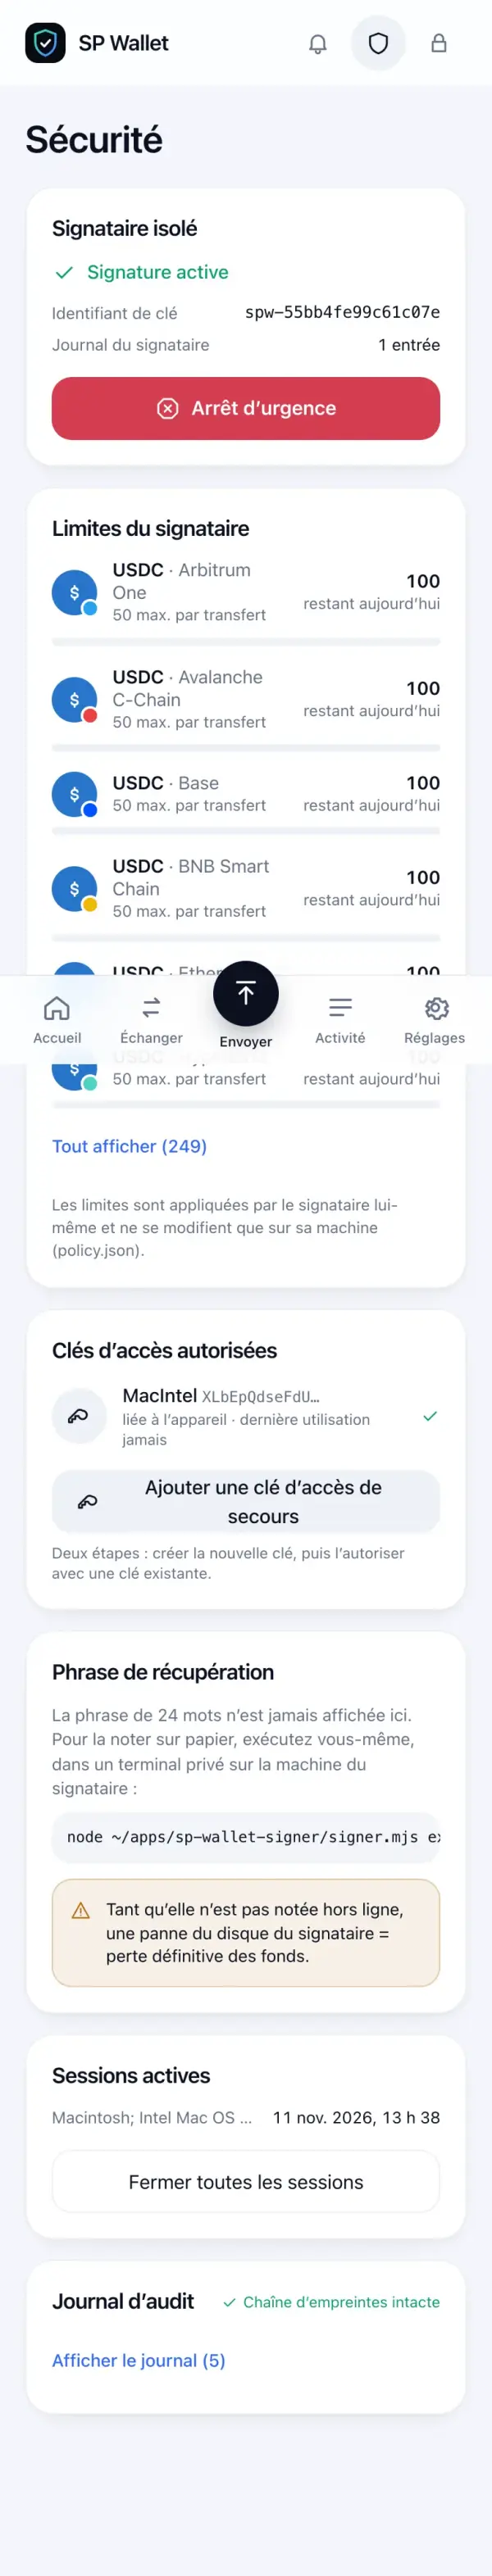 SP Wallet
Sécurité
Signataire isolé
Signature active
Identifiant de clé spw-55bb4fe99c61c07e
Journal du signataire 1 entrée
Arrêt d’urgence
Limites du signataire
USDC · Arbitrum
One
50 max. par transfert
100
restant aujourd’hui
USDC · Avalanche
C-Chain
50 max. par transfert
100
restant aujourd’hui
USDC · Base
50 max. par transfert
100
restant aujourd’hui
USDC · BNB Smart
Chain
50 max. par transfert
100
restant aujourd’hui
USDC
100
Accueil
Échanger
Envoyer
Activité
Réglages
50 max. par transfert
restant aujourd’hui
Tout afficher (249)
Les limites sont appliquées par le signataire lui-
même et ne se modifient que sur sa machine
(policy.json).
Clés d’accès autorisées
MacIntel XLbEpQdseFdU…
liée à l’appareil · dernière utilisation
jamais
Ajouter une clé d’accès de
secours
Deux étapes : créer la nouvelle clé, puis l’autoriser
avec une clé existante.
Phrase de récupération
La phrase de 24 mots n’est jamais affichée ici.
Pour la noter sur papier, exécutez vous-même,
dans un terminal privé sur la machine du
signataire :
node ~/apps/sp-wallet-signer/signer.mjs
Tant qu’elle n’est pas notée hors ligne,
une panne du disque du signataire =
perte définitive des fonds.
Sessions actives
Macintosh; Intel Mac OS … 11 nov. 2026, 13 h 38
Fermer toutes les sessions
Journal d’audit
Chaîne d’empreintes intacte
Afficher le journal (5)